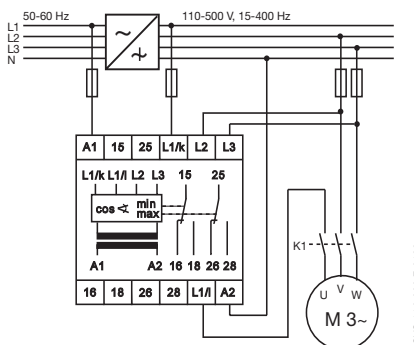 50-60 Hz 110-500 V, 15-400 Hz
L1
L2
L3
N
~
A1 15 25 L1/k L2 L3
L1/k L1/l L2 L3 15 25
cos ∢ min
max
K1
A1 A2 16 18 26 28
16 18 26 28 L1/l A2
U V W
M 3~